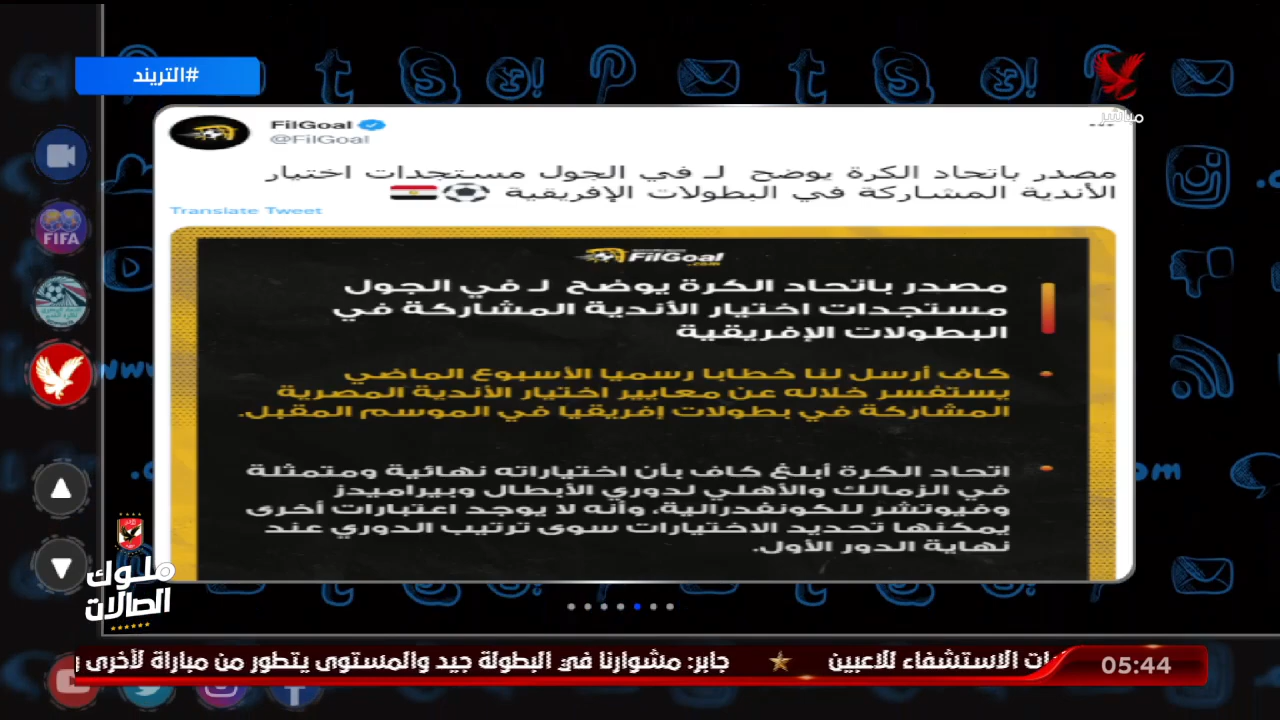 #التريند
مباشر
FilGoal
@FilGoal
مصدر باتحاد الكرة يوضح لـ في الجول مستجدات اختيار
الأندية المشاركة في البطولات الإفريقية
Translate Tweet
FilGoal
.com
مصدر باتحاد الكرة يوضح لـ في الجول
مستجدات اختيار الأندية المشاركة في
البطولات الإفريقية
كاف أرسل لنا خطابا رسميا الأسبوع الماضي
يستفسر خلاله عن معايير اختيار الأندية المصرية
المشاركة في بطولات إفريقيا في الموسم المقبل.
اتحاد الكرة أبلغ كاف بأن اختياراته نهائية ومتمثلة
في الزمالك والأهلي لدوري الأبطال وبيراميدز
وفيوتشر للكونفدرالية، وأنه لا يوجد اعتبارات أخرى
يمكنها تحديد الاختيارات سوى ترتيب الدوري عند
نهاية الدور الأول.
FIFA
ملوك
الصالات
الاستشفاء للاعبين
جابر: مشوارنا في البطولة جيد والمستوى يتطور من مباراة لأخرى
05:44